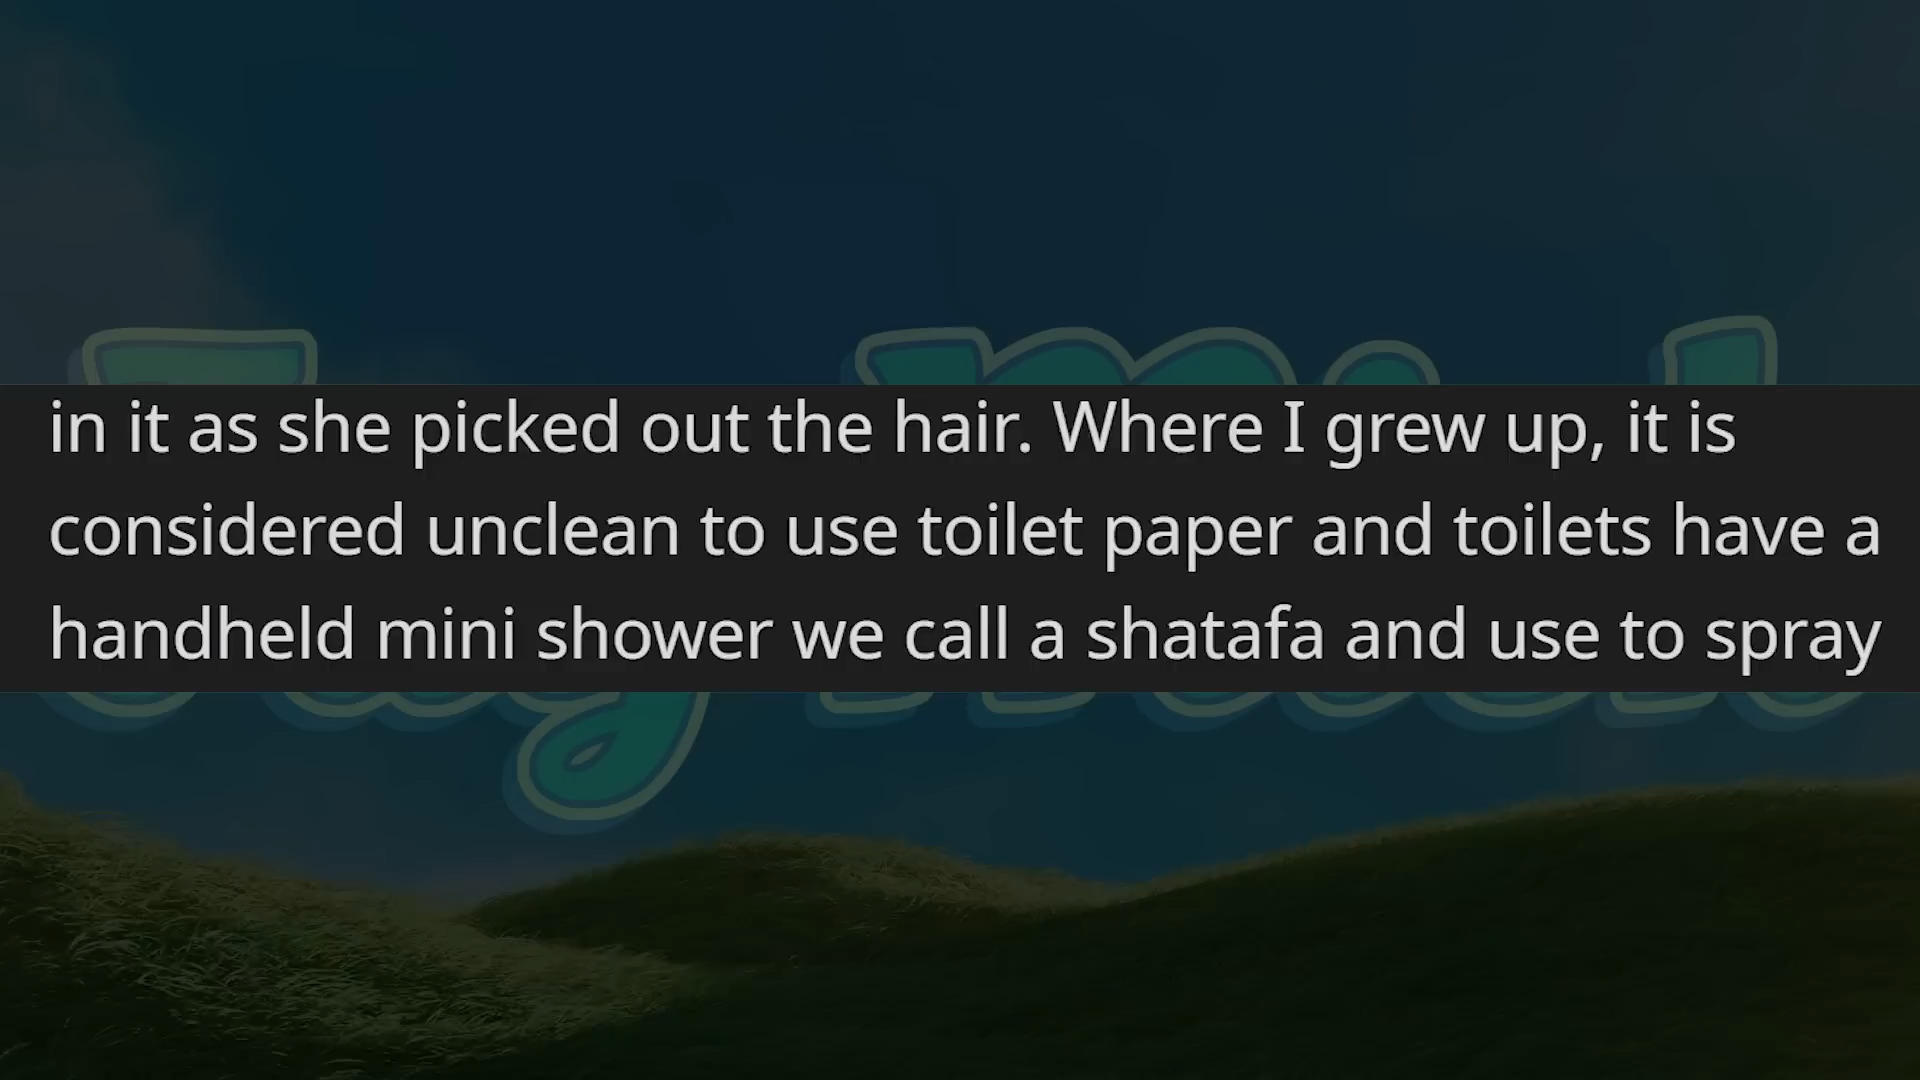 in it as she picked out the hair. Where I grew up, it is
considered unclean to use toilet paper and toilets have a
handheld mini shower we call a shatafa and use to spray